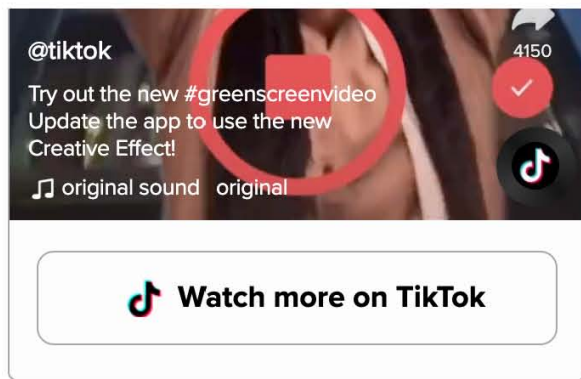 4150
@tiktok
Try out the new #greenscreenvideo
Update the app to use the new
Creative Effect!
original sound   original
Watch more on TikTok